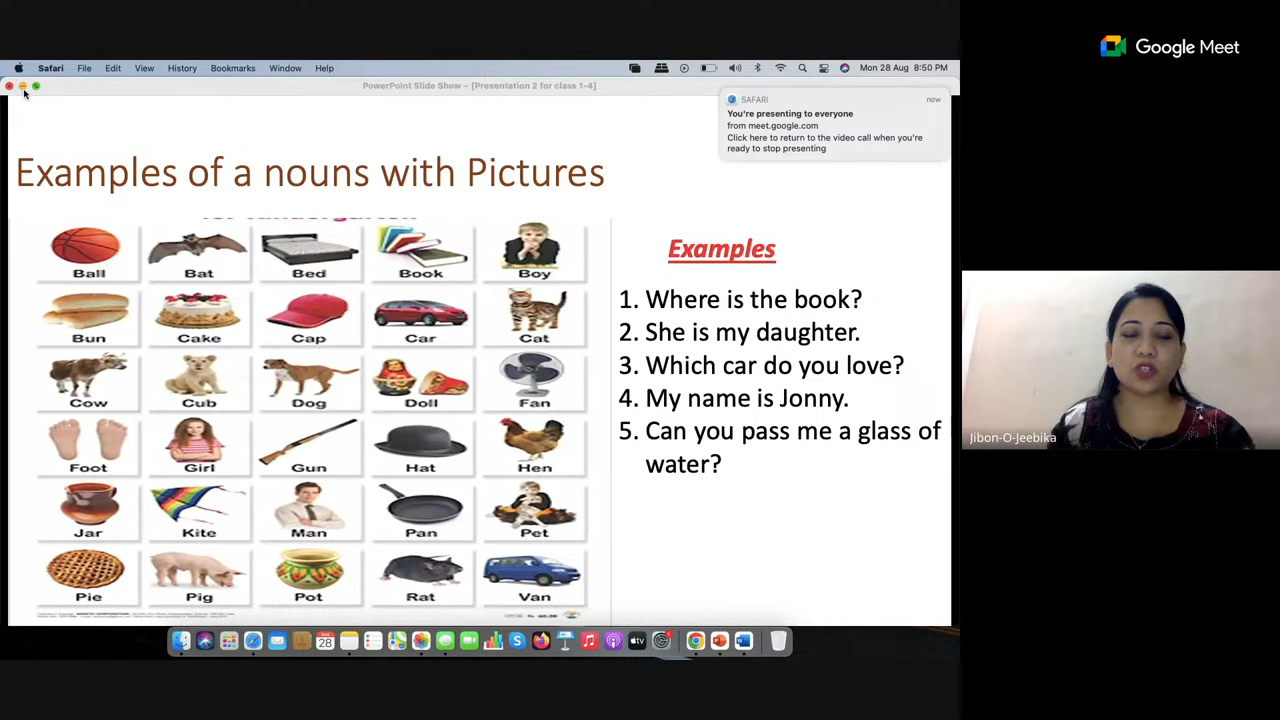 Google Meet
Safari File Edit View History Bookmarks Window Help Mon 28 Aug 8:50 PM
PowerPoint Slide Show – [Presentation 2 for class 1-4]
SAFARI now
You're presenting to everyone
from meet.google.com
Click here to return to the video call when you're
ready to stop presenting
Examples of a nouns with Pictures
Ball Bat Bed Book Boy
Bun Cake Cap Car Cat
Cow Cub Dog Doll Fan
Foot Girl Gun Hat Hen
Jar Kite Man Pan Pet
Pie Pig Pot Rat Van
Examples
1. Where is the book?
2. She is my daughter.
3. Which car do you love?
4. My name is Jonny.
5. Can you pass me a glass of
water?
Jibon-O-Jeebika
28
tv